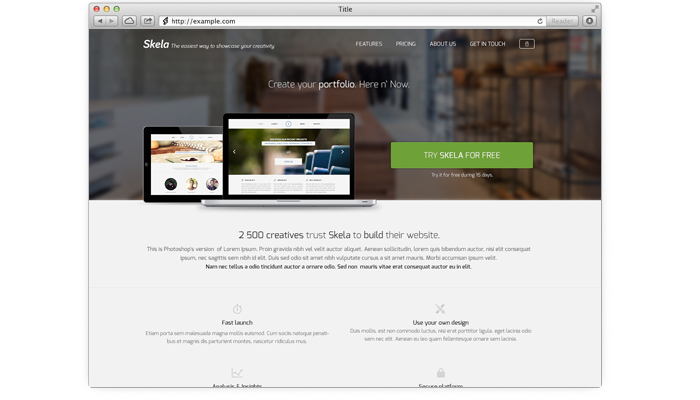 Title
http://example.com
Reader
Skela The easiest way to showcase your creativity
FEATURES PRICING ABOUT US GET IN TOUCH
Create your portfolio. Here n' Now.
TRY SKELA FOR FREE
Try it for free during 15 days.
2 500 creatives trust Skela to build their website.
This is Photoshop's version of Lorem Ipsum. Proin gravida nibh vel velit auctor aliquet. Aenean sollicitudin, lorem quis bibendum auctor, nisi elit consequat
ipsum, nec sagittis sem nibh id elit. Duis sed odio sit amet nibh vulputate cursus a sit amet mauris. Morbi accumsan ipsum velit.
Nam nec tellus a odio tincidunt auctor a ornare odio. Sed non mauris vitae erat consequat auctor eu in elit.
Fast launch
Etiam porta sem malesuada magna mollis euismod. Cum sociis natoque penati-
bus et magnis dis parturient montes, nascetur ridiculus mus.
Use your own design
Duis mollis, est non commodo luctus, nisi erat porttitor ligula, eget lacinia odio
sem nec elit. Aenean eu leo quam pellentesque ornare sem lacinia.
Analysis & Insights
Secure platform